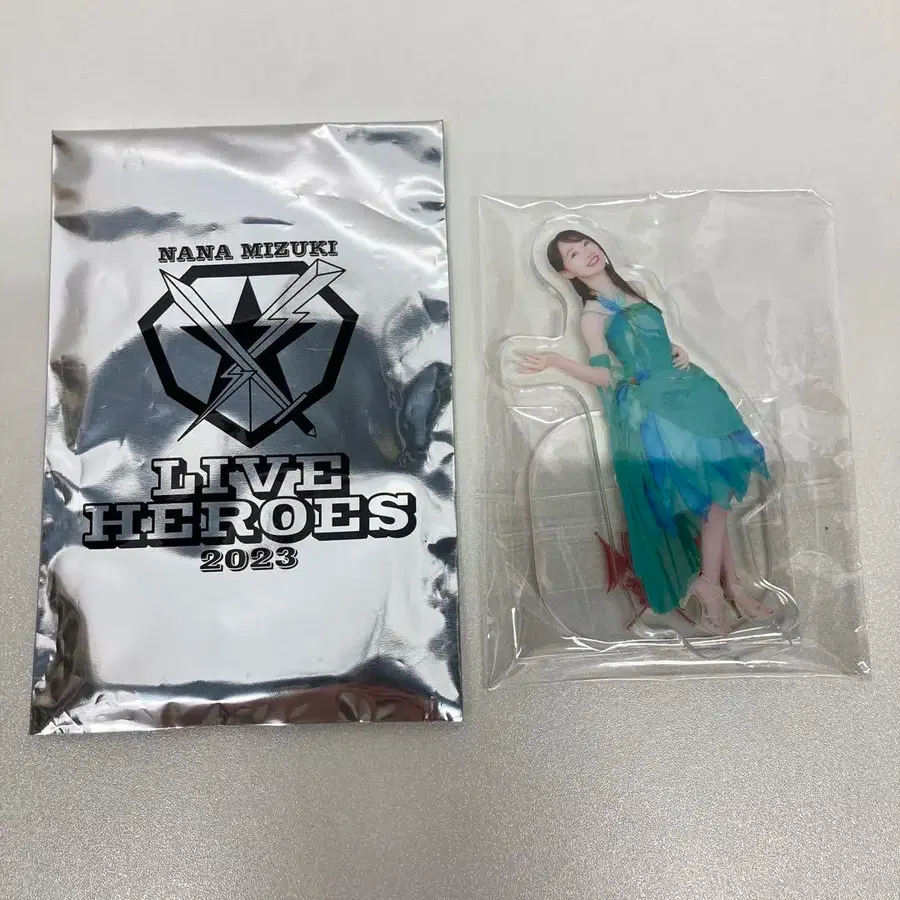 NANA MIZUKI
LIVE
HEROES
2023